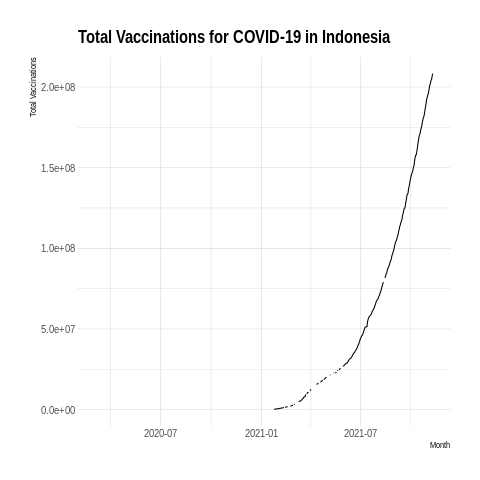 Total Vaccinations for COVID-19 in Indonesia
Total Vaccinations
2.0e+08
1.5e+08
1.0e+08
5.0e+07
0.0e+00
2020-07
2021-01
2021-07
Month